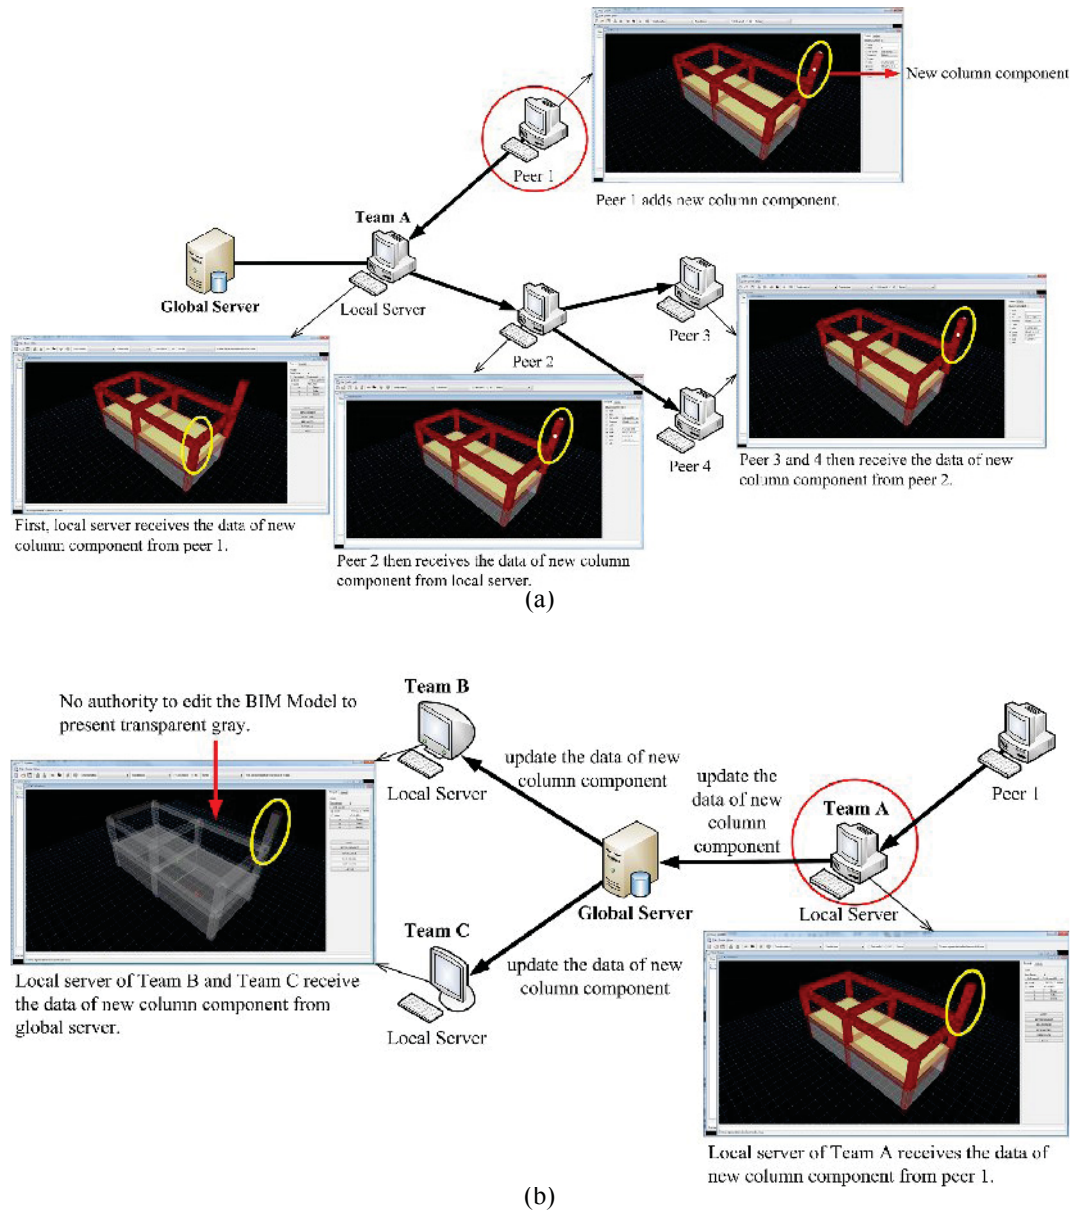 New column component
Peer 1
Peer 1 adds new column component.
Team A
Global Server
Local Server
Peer 3
Peer 2
Peer 4
Peer 3 and 4 then receive the data of new
column component from peer 2.
First, local server receives the data of new
column component from peer 1.
Peer 2 then receives the data of new column
component from local server.
(a)
Team B
No authority to edit the BIM Model to
present transparent gray.
update the data of new
column component
Local Server
update the
data of new
column
component
Peer 1
Team A
Global Server
Local Server
Team C
update the data of new
column component
Local Server
Local server of Team B and Team C receive
the data of new column component from
global server.
Local server of Team A receives the data of
new column component from peer 1.
(b)